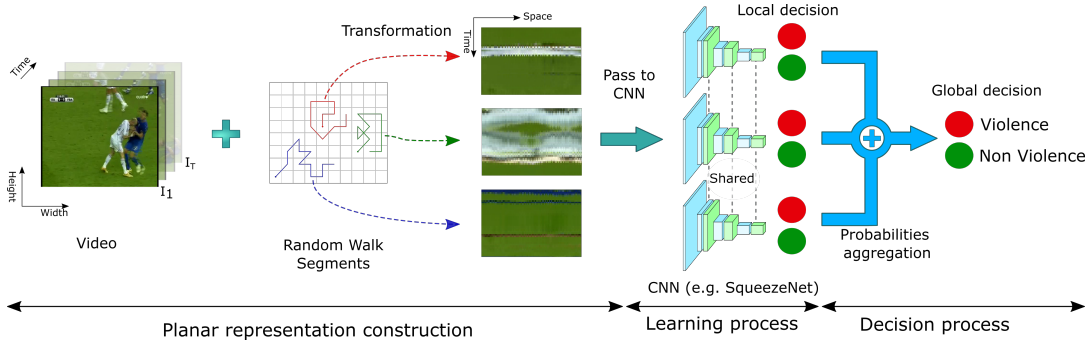 Local decision
Space
Transformation
Time
Time
Pass to
CNN
Global decision
Violence
Non Violence
I_T
I_1
Height
Width
Shared
Video
Random Walk
Segments
Probabilities
aggregation
CNN (e.g. SqueezeNet)
Planar representation construction
Learning process
Decision process